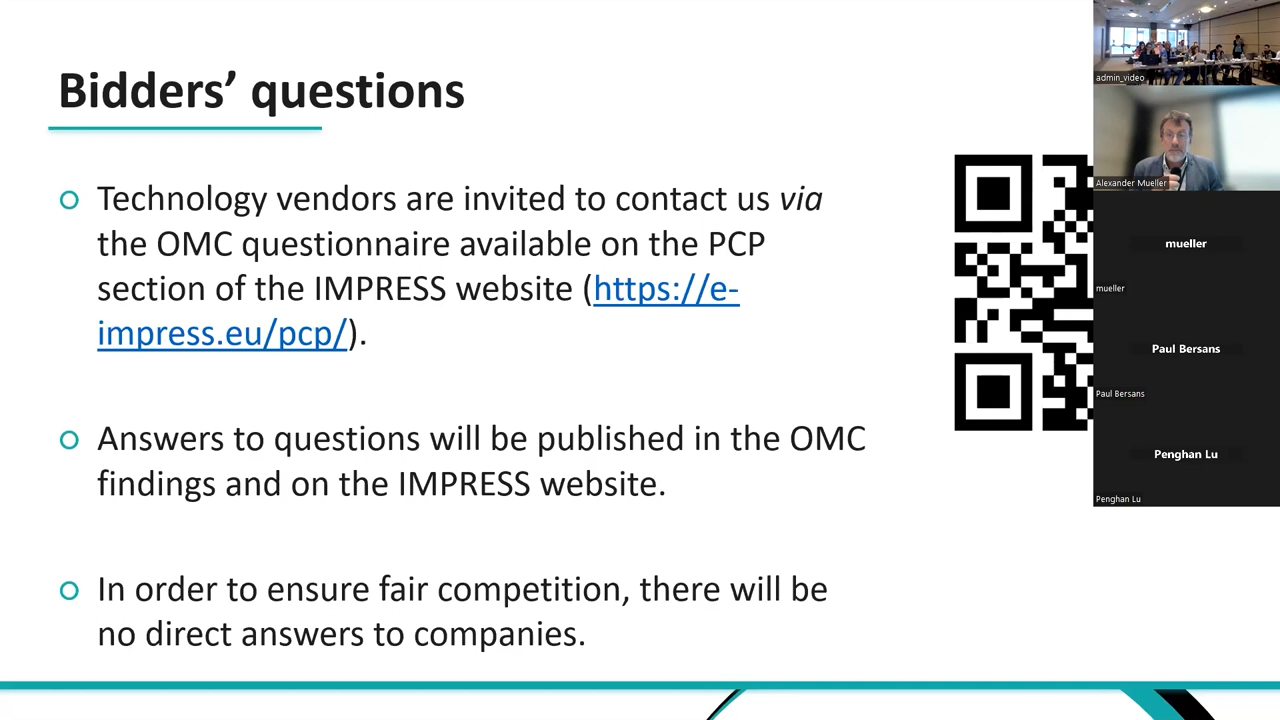 Bidders’ questions
Technology vendors are invited to contact us via
the OMC questionnaire available on the PCP
section of the IMPRESS website (https://e-
impress.eu/pcp/).
Answers to questions will be published in the OMC
findings and on the IMPRESS website.
In order to ensure fair competition, there will be
no direct answers to companies.
admin_video
Alexander Mueller
mueller
mueller
Paul Bersans
Paul Bersans
Penghan Lu
Penghan Lu